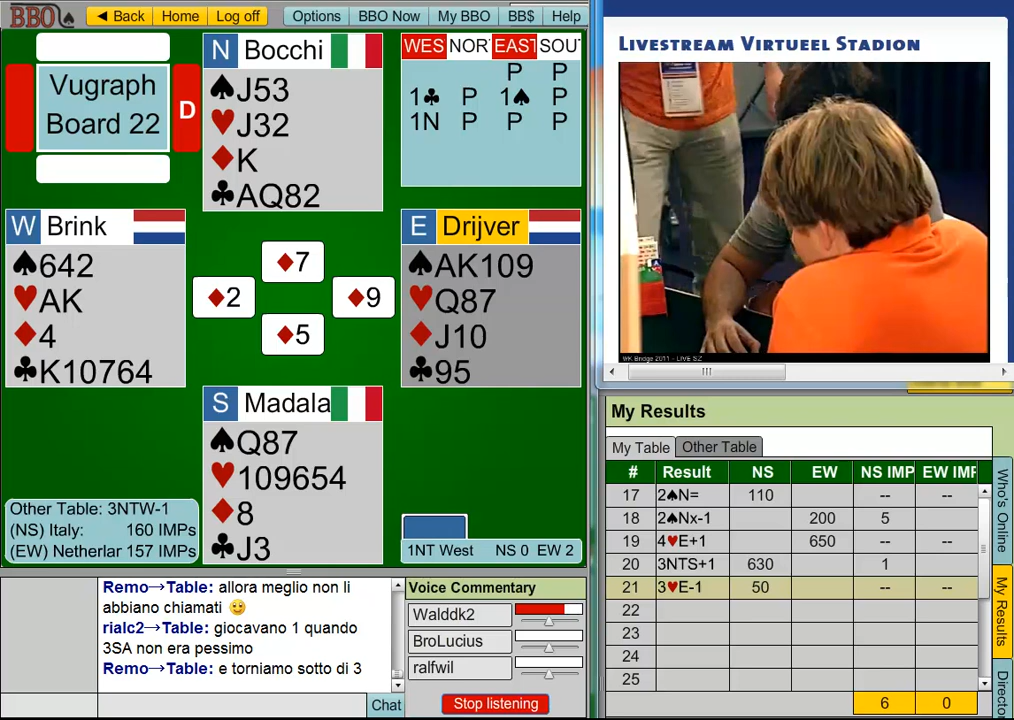 BBO
◄ Back
Home
Log off
Options
BBO Now
My BBO
BB$
Help
Vugraph
Board 22
D
N Bocchi
♠J53
♥J32
♦K
♣AQ82
WES NOR EAST SOUT
P P
1♣ P 1♠ P
1N P P P
W Brink
♠642
♥AK
♦4
♣K10764
♦7
♦2
♦9
♦5
E Drijver
♠AK109
♥Q87
♦J10
♣95
S Madala
♠Q87
♥109654
♦8
♣J3
Other Table: 3NTW-1
(NS) Italy: 160 IMPs
(EW) Netherlar 157 IMPs
1NT West NS 0 EW 2
Remo→Table: allora meglio non li
abbiano chiamati
rialc2→Table: giocavano 1 quando
3SA non era pessimo
Remo→Table: e torniamo sotto di 3
Chat
Voice Commentary
Walddk2
BroLucius
ralfwil
Stop listening
Livestream Virtueel Stadion
WK Bridge 2011 - LIVE SZ
My Results
My Table
Other Table
# Result NS EW NS IMP EW IMF
17 2♠N= 110 -- --
18 2♠Nx-1 200 5
19 4♥E+1 650 -- --
20 3NTS+1 630 1
21 3♥E-1 50 -- --
22
23
24
25
6 0
Who's Online
My Results
Director